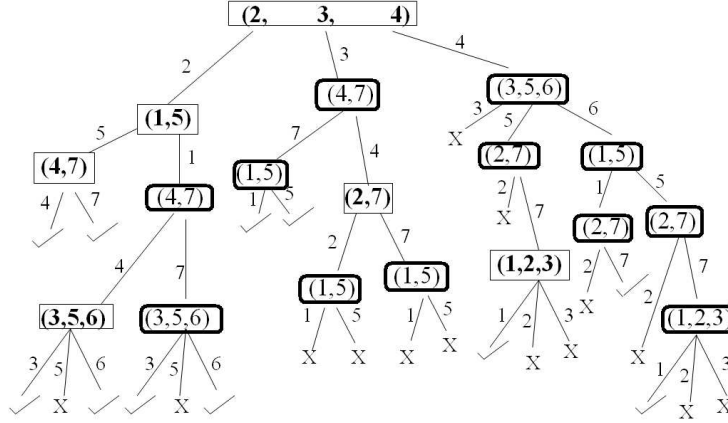 (2, 3, 4)
2 3 4
(4,7) (3,5,6)
3 5 6
(1,5)
5 1
7 4
X
(2,7) (1,5)
(4,7) (1,5)
2 1 5
4 7 (4,7) 1 5 (2,7)
X 7 (2,7) (2,7)
2 7 2 7 2 7
4 7 (1,2,3) X
(1,5) (1,5)
(3,5,6) (3,5,6) 1 5 1 5 1 2 3 (1,2,3)
3 5 6 3 5 6 X X X X X X X 1 2 3
X X X X